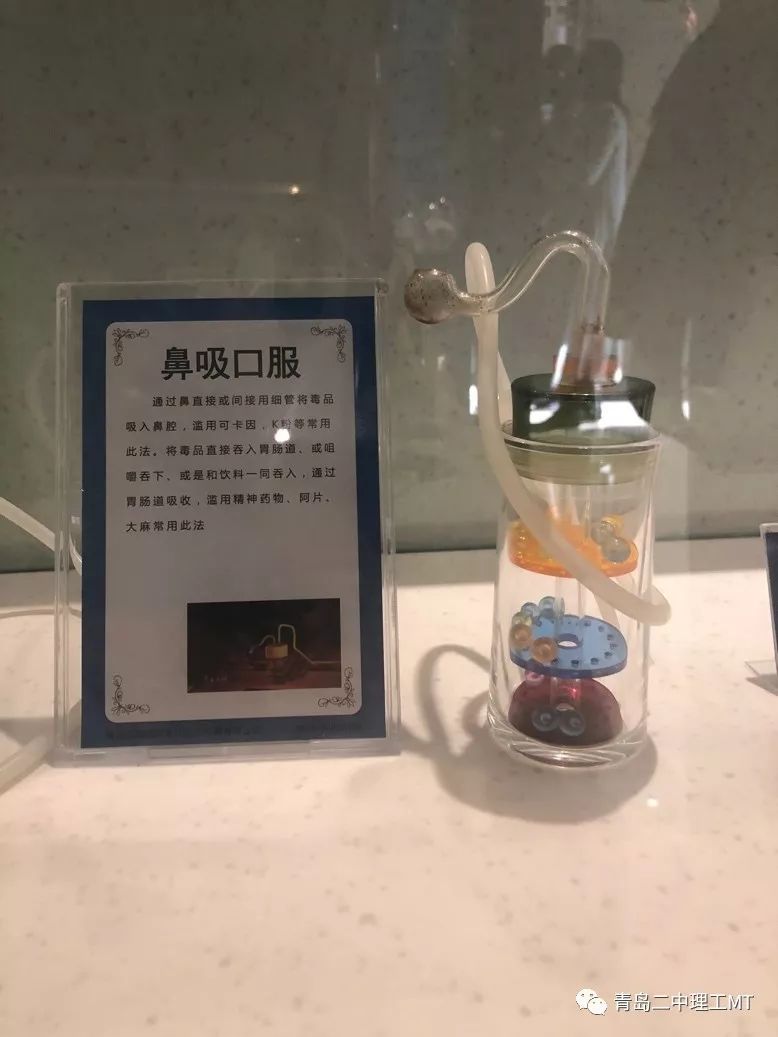 鼻吸口服
通过鼻直接或间接用细管将毒品
吸入鼻腔，滥用可卡因，K粉等常用
此法。将毒品直接吞入胃肠道、或咀
嚼吞下、或是和饮料一同吞入，通过
胃肠道吸收，滥用精神药物、阿片、
大麻常用此法
青岛二中理工MT